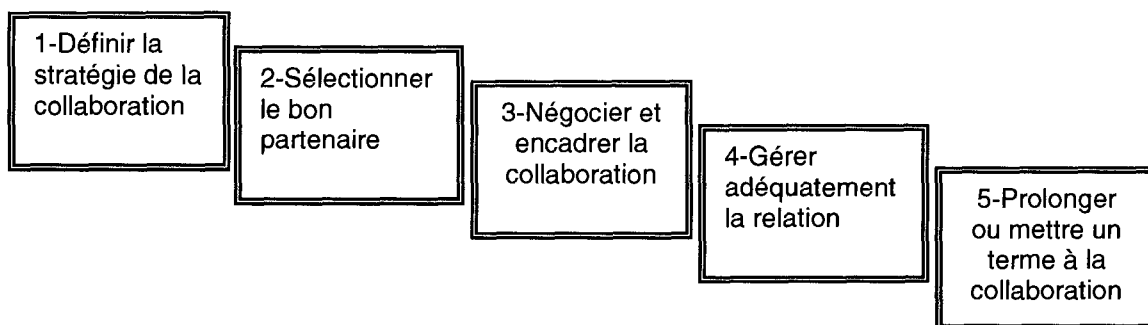 1-Définir la
stratégie de la
collaboration
2-Sélectionner
le bon
partenaire
3-Négocier et
encadrer la
collaboration
4-Gérer
adéquatement
la relation
5-Prolonger
ou mettre un
terme à la
collaboration